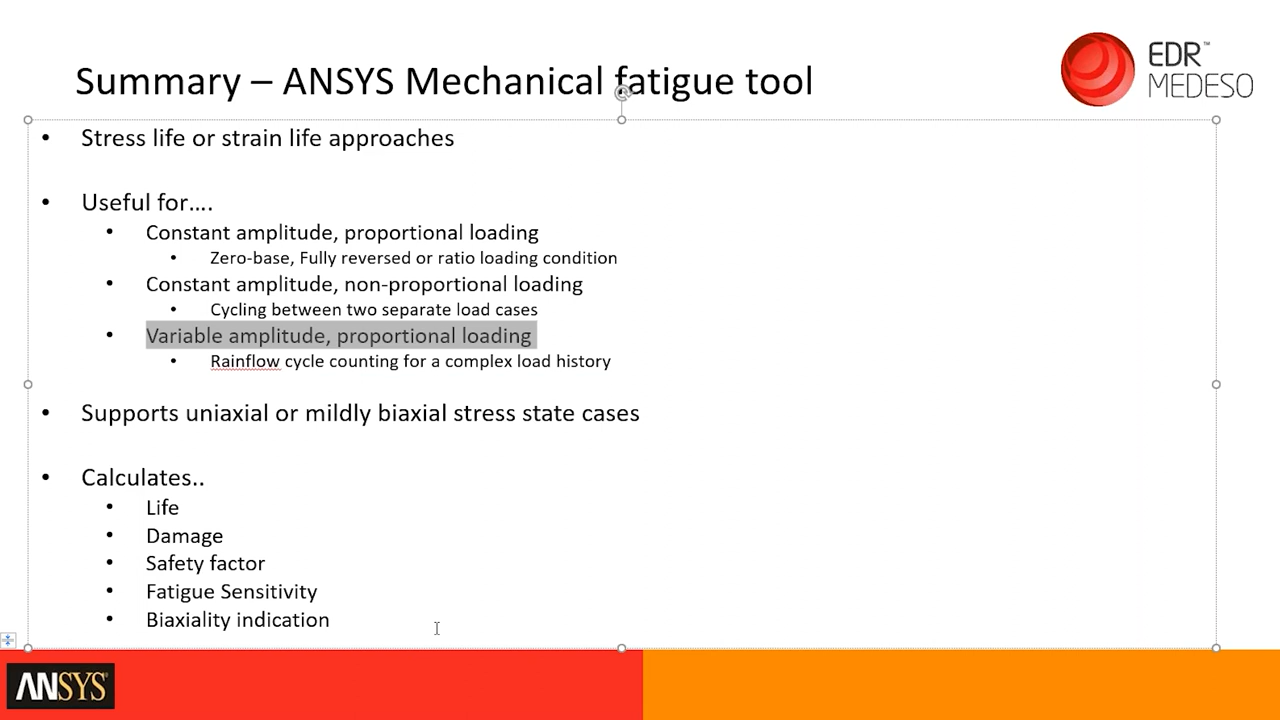 Summary – ANSYS Mechanical fatigue tool
EDR™
MEDESO
• Stress life or strain life approaches
• Useful for….
• Constant amplitude, proportional loading
• Zero-base, Fully reversed or ratio loading condition
• Constant amplitude, non-proportional loading
• Cycling between two separate load cases
• Variable amplitude, proportional loading
• Rainflow cycle counting for a complex load history
• Supports uniaxial or mildly biaxial stress state cases
• Calculates..
• Life
• Damage
• Safety factor
• Fatigue Sensitivity
• Biaxiality indication
ANSYS